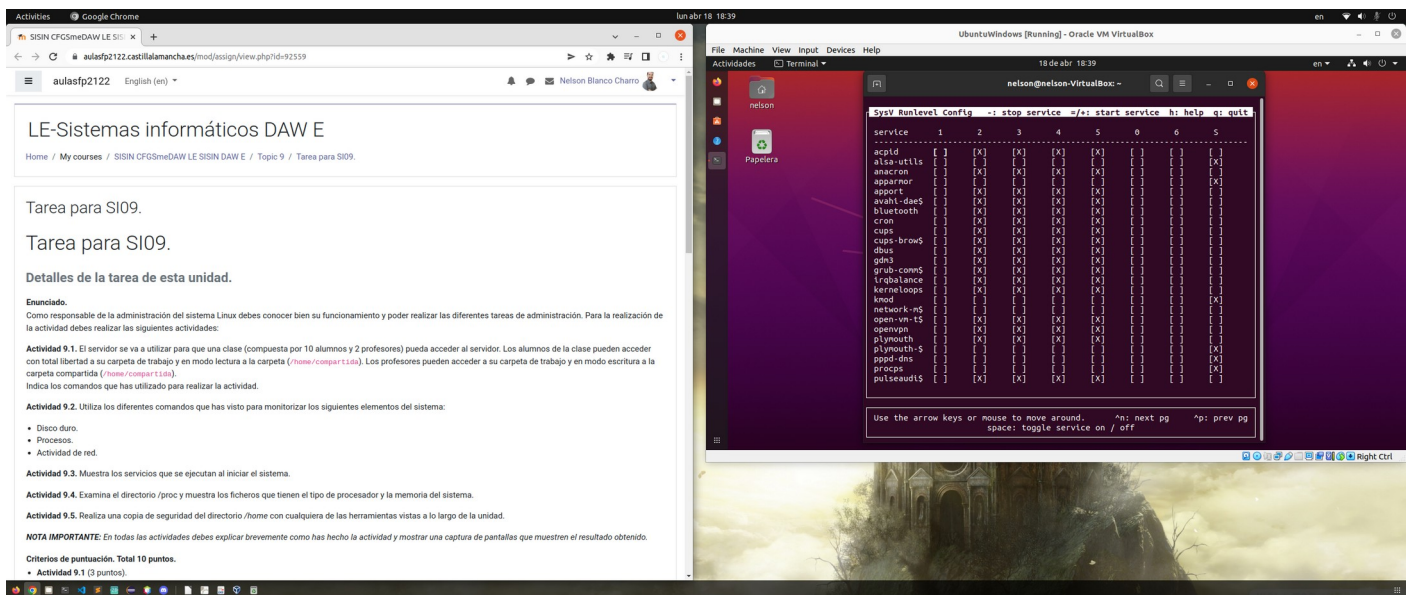 Activities Google Chrome lun abr 18 18:39 en
SISIN CFGSmeDAW LE SIS
aulasfp2122.castillalamancha.es/mod/assign/view.php?id=92559
aulasfp2122 English (en) Nelson Blanco Charro
LE-Sistemas informáticos DAW E
Home / My courses / SISIN CFGSmeDAW LE SISIN DAW E / Topic 9 / Tarea para SI09.
Tarea para SI09.
Tarea para SI09.
Detalles de la tarea de esta unidad.
Enunciado.
Como responsable de la administración del sistema Linux debes conocer bien su funcionamiento y poder realizar las diferentes tareas de administración. Para la realización de
la actividad debes realizar las siguientes actividades:
Actividad 9.1. El servidor se va a utilizar para que una clase (compuesta por 10 alumnos y 2 profesores) pueda acceder al servidor. Los alumnos de la clase pueden acceder
con total libertad a su carpeta de trabajo y en modo lectura a la carpeta (/home/compartida). Los profesores pueden acceder a su carpeta de trabajo y en modo escritura a la
carpeta compartida (/home/compartida).
Indica los comandos que has utilizado para realizar la actividad.
Actividad 9.2. Utiliza los diferentes comandos que has visto para monitorizar los siguientes elementos del sistema:
• Disco duro.
• Procesos.
• Actividad de red.
Actividad 9.3. Muestra los servicios que se ejecutan al iniciar el sistema.
Actividad 9.4. Examina el directorio /proc y muestra los ficheros que tienen el tipo de procesador y la memoria del sistema.
Actividad 9.5. Realiza una copia de seguridad del directorio /home con cualquiera de las herramientas vistas a lo largo de la unidad.
NOTA IMPORTANTE: En todas las actividades debes explicar brevemente como has hecho la actividad y mostrar una captura de pantallas que muestren el resultado obtenido.
Criterios de puntuación. Total 10 puntos.
• Actividad 9.1 (3 puntos).
UbuntuWindows [Running] - Oracle VM VirtualBox
File Machine View Input Devices Help
Actividades Terminal 18 de abr 18:39 en
nelson
Papelera
nelson@nelson-VirtualBox: ~
SysV Runlevel Config -: stop service =/+: start service h: help q: quit
service 1 2 3 4 5 0 6 S
acpid [ ] [X] [X] [X] [X] [ ] [ ] [ ]
alsa-utils [ ] [ ] [ ] [ ] [ ] [ ] [ ] [X]
anacron [ ] [X] [X] [X] [X] [ ] [ ] [ ]
apparmor [ ] [ ] [ ] [ ] [ ] [ ] [ ] [X]
apport [ ] [X] [X] [X] [X] [ ] [ ] [ ]
avahi-dae$ [ ] [X] [X] [X] [X] [ ] [ ] [ ]
bluetooth [ ] [X] [X] [X] [X] [ ] [ ] [ ]
cron [ ] [X] [X] [X] [X] [ ] [ ] [ ]
cups [ ] [X] [X] [X] [X] [ ] [ ] [ ]
cups-brow$ [ ] [X] [X] [X] [X] [ ] [ ] [ ]
dbus [ ] [X] [X] [X] [X] [ ] [ ] [ ]
gdm3 [ ] [X] [X] [X] [X] [ ] [ ] [ ]
grub-comm$ [ ] [X] [X] [X] [X] [ ] [ ] [ ]
irqbalance [ ] [X] [X] [X] [X] [ ] [ ] [ ]
kerneloops [ ] [X] [X] [X] [X] [ ] [ ] [ ]
kmod [ ] [ ] [ ] [ ] [ ] [ ] [ ] [X]
network-m$ [ ] [ ] [ ] [ ] [ ] [ ] [ ] [ ]
open-vm-t$ [ ] [X] [X] [X] [X] [ ] [ ] [ ]
openvpn [ ] [X] [X] [X] [X] [ ] [ ] [ ]
plymouth [ ] [X] [X] [X] [X] [ ] [ ] [ ]
plymouth-$ [ ] [ ] [ ] [ ] [ ] [ ] [ ] [X]
pppd-dns [ ] [ ] [ ] [ ] [ ] [ ] [ ] [X]
procps [ ] [ ] [ ] [ ] [ ] [ ] [ ] [X]
pulseaudi$ [ ] [X] [X] [X] [X] [ ] [ ] [ ]
Use the arrow keys or mouse to move around. ^n: next pg ^p: prev pg
space: toggle service on / off
Right Ctrl